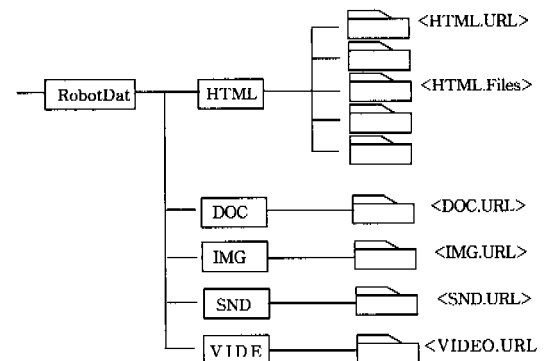 <HTML.URL>
RobotDat
HTML
<HTML.Files>
DOC
<DOC.URL>
IMG
<IMG.URL>
SND
<SND.URL>
VIDE
<VIDEO.URL